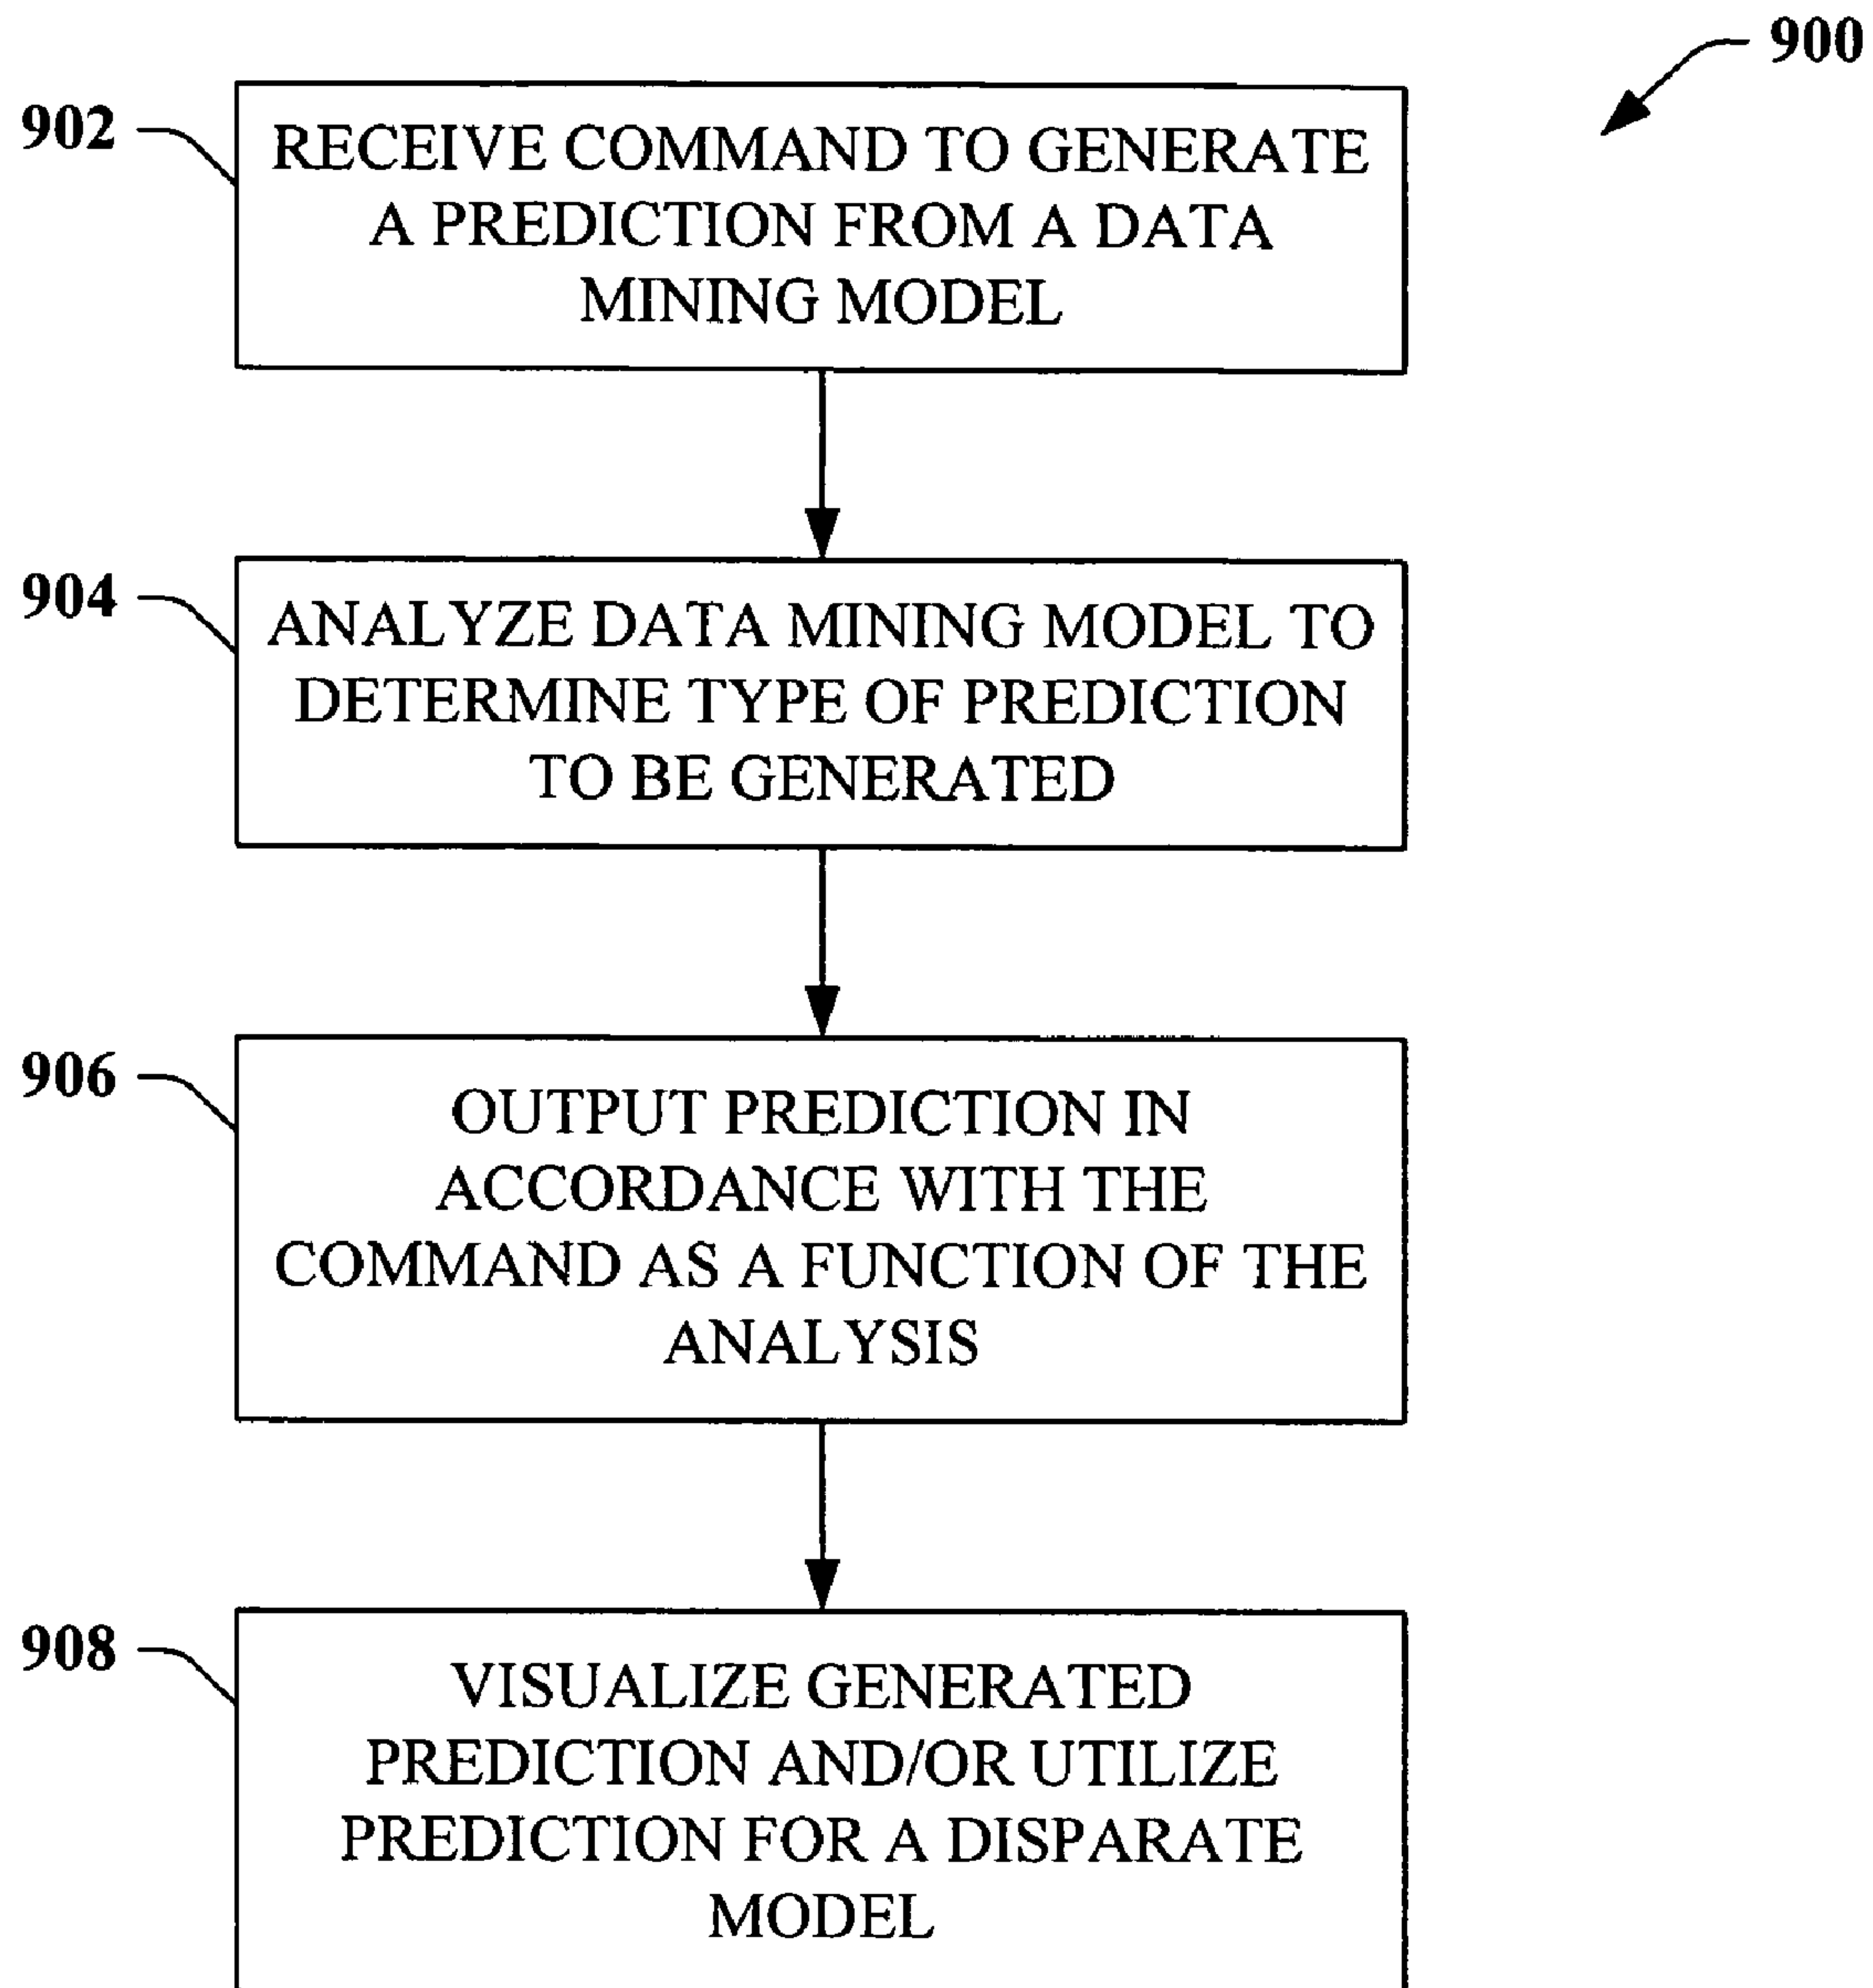 900
902
RECEIVE COMMAND TO GENERATE
A PREDICTION FROM A DATA
MINING MODEL
904
ANALYZE DATA MINING MODEL TO
DETERMINE TYPE OF PREDICTION
TO BE GENERATED
906
OUTPUT PREDICTION IN
ACCORDANCE WITH THE
COMMAND AS A FUNCTION OF THE
ANALYSIS
908
VISUALIZE GENERATED
PREDICTION AND/OR UTILIZE
PREDICTION FOR A DISPARATE
MODEL